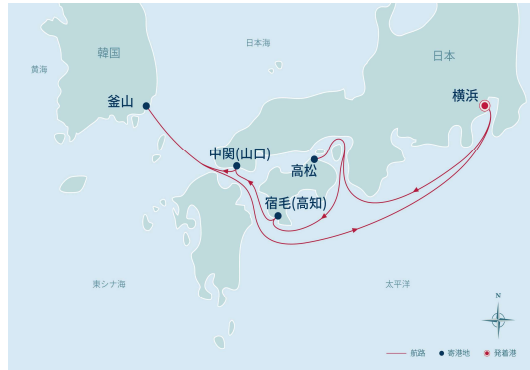 日本海
韓国
日本
黄海
横浜
釜山
中関(山口)
高松
宿毛(高知)
東シナ海
太平洋
N
航路
寄港地
発着港